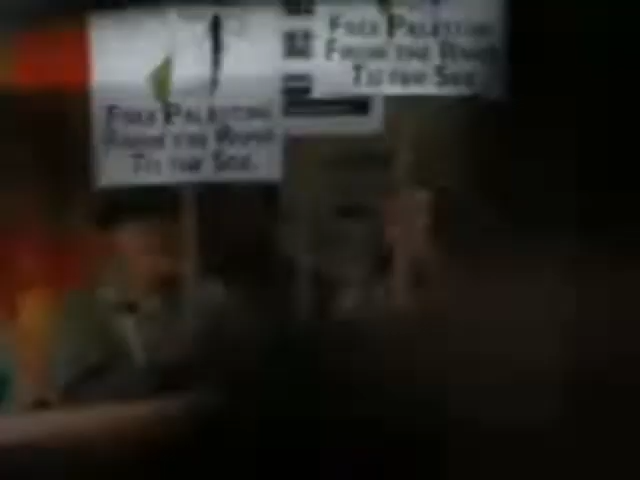 Free Palestine
From the River
To the Sea
Free Palestine
From the River
To the Sea